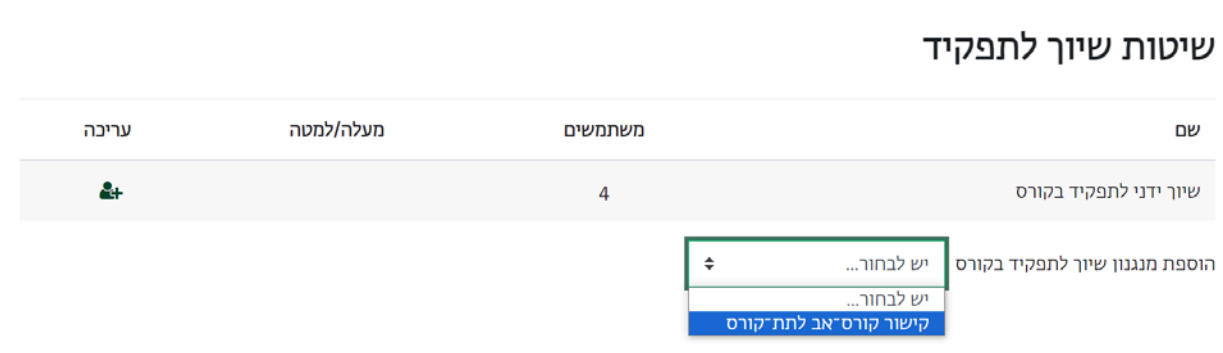 שיטות שיוך לתפקיד
שם משתמשים מעלה/למטה עריכה
שיוך ידני לתפקיד בקורס 4
הוספת מנגנון שיוך לתפקיד בקורס יש לבחור...
יש לבחור...
קישור קורס־אב לתת־קורס